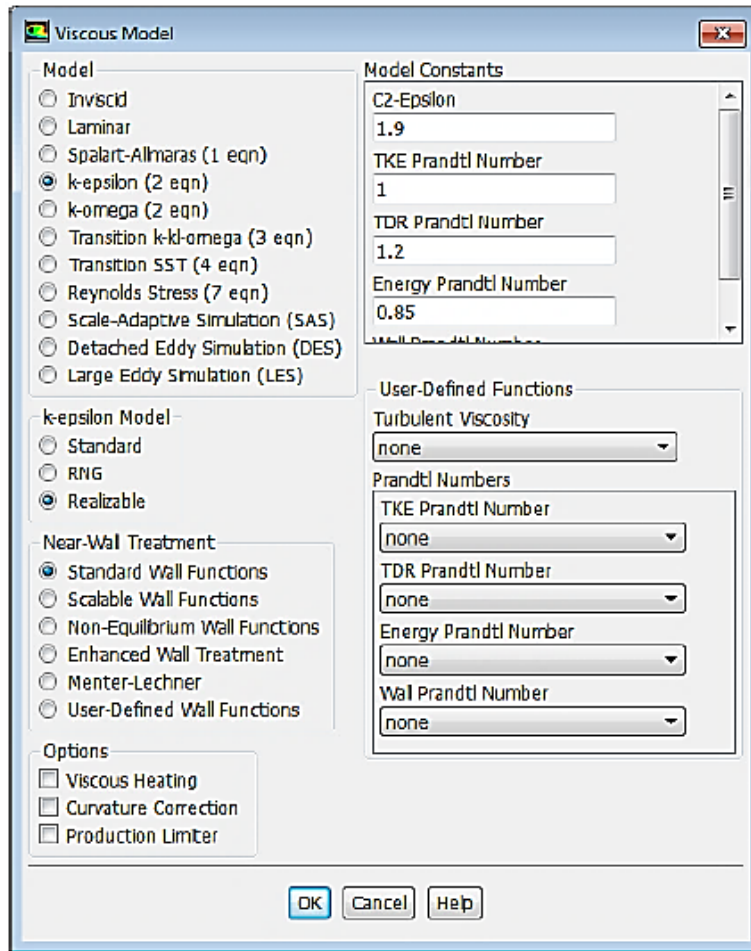 Viscous Model
Model
Inviscid
Laminar
Spalart-Allmaras (1 eqn)
k-epsilon (2 eqn)
k-omega (2 eqn)
Transition k-kl-omega (3 eqn)
Transition SST (4 eqn)
Reynolds Stress (7 eqn)
Scale-Adaptive Simulation (SAS)
Detached Eddy Simulation (DES)
Large Eddy Simulation (LES)
k-epsilon Model
Standard
RNG
Realizable
Near-Wall Treatment
Standard Wall Functions
Scalable Wall Functions
Non-Equilibrium Wall Functions
Enhanced Wall Treatment
Menter-Lechner
User-Defined Wall Functions
Options
Viscous Heating
Curvature Correction
Production Limiter
Model Constants
C2-Epsilon
1.9
TKE Prandtl Number
1
TDR Prandtl Number
1.2
Energy Prandtl Number
0.85
Wall Prandtl Number
User-Defined Functions
Turbulent Viscosity
none
Prandtl Numbers
TKE Prandtl Number
none
TDR Prandtl Number
none
Energy Prandtl Number
none
Wall Prandtl Number
none
OK
Cancel
Help